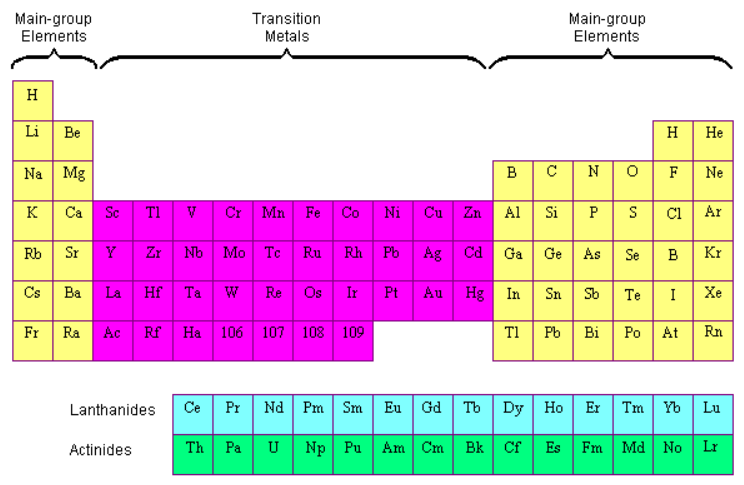 Main-group
Elements
Transition
Metals
Main-group
Elements
H
Li Be H He
Na Mg B C N O F Ne
K Ca Sc Tl V Cr Mn Fe Co Ni Cu Zn Al Si P S Cl Ar
Rb Sr Y Zr Nb Mo Tc Ru Rh Pb Ag Cd Ga Ge As Se B Kr
Cs Ba La Hf Ta W Re Os Ir Pt Au Hg In Sn Sb Te I Xe
Fr Ra Ac Rf Ha 106 107 108 109 Tl Pb Bi Po At Rn
Lanthanides Ce Pr Nd Pm Sm Eu Gd Tb Dy Ho Er Tm Yb Lu
Actinides Th Pa U Np Pu Am Cm Bk Cf Es Fm Md No Lr